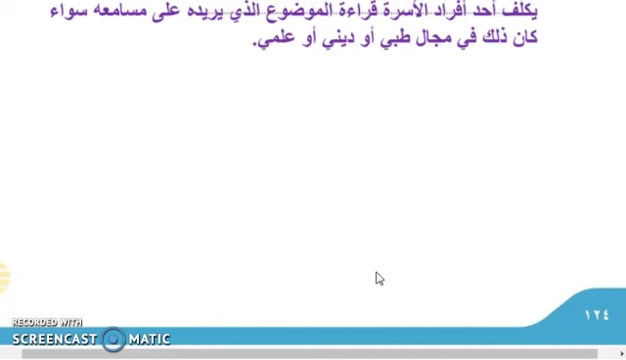 يكلف أحد أفراد الأسرة قراءة الموضوع الذي يريده على مسامعه سواء
كان ذلك في مجال طبي أو ديني أو علمي.
١٢٤
RECORDED WITH
SCREENCAST MATIC